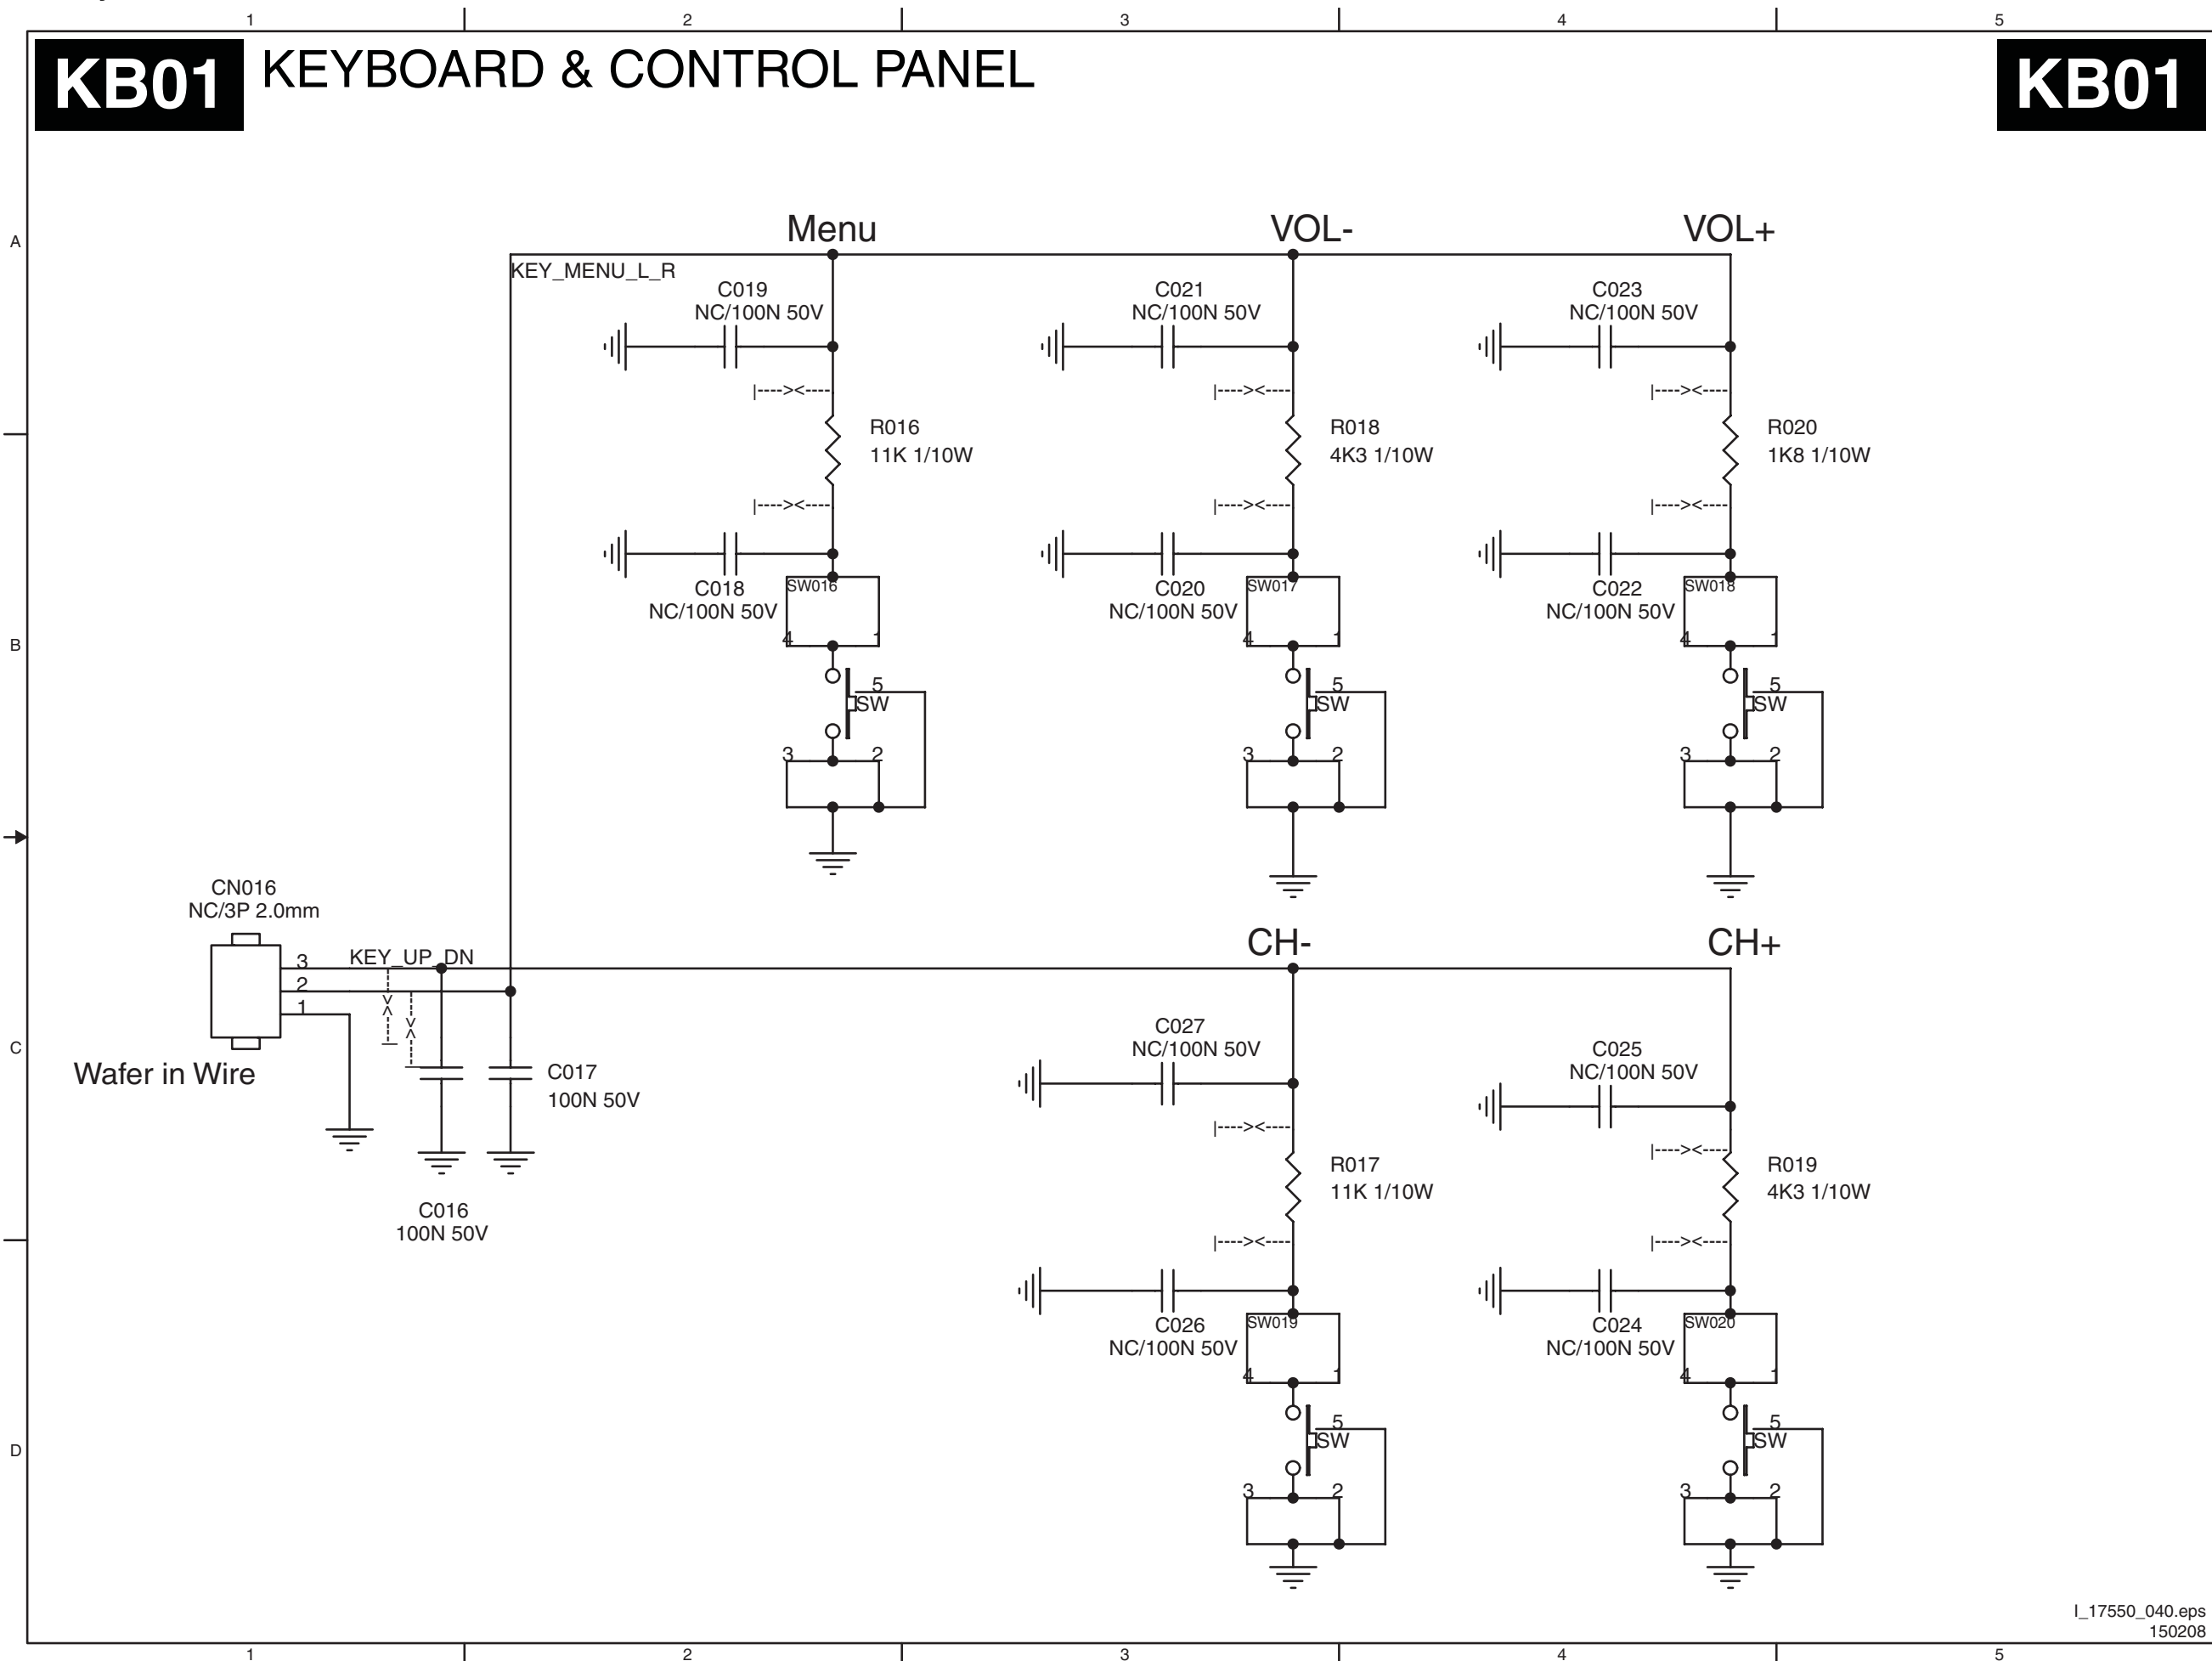 1 2 3 4 5
KB01 KEYBOARD & CONTROL PANEL KB01
A
Menu VOL- VOL+
KEY_MENU_L_R
C019
NC/100N 50V
C021
NC/100N 50V
C023
NC/100N 50V
|----><----
|----><----
|----><----
R016
11K 1/10W
R018
4K3 1/10W
R020
1K8 1/10W
|----><----
|----><----
|----><----
B
C018
NC/100N 50V
SW016
4 1
C020
NC/100N 50V
SW017
4 1
C022
NC/100N 50V
SW018
4 1
5
SW
3 2
5
SW
3 2
5
SW
3 2
CN016
NC/3P 2.0mm
3 KEY_UP_DN
2
1
Wafer in Wire
C
|----><----
|----><----
C017
100N 50V
C016
100N 50V
CH- CH+
C027
NC/100N 50V
C025
NC/100N 50V
|----><----
|----><----
R017
11K 1/10W
R019
4K3 1/10W
|----><----
|----><----
C026
NC/100N 50V
SW019
4 1
C024
NC/100N 50V
SW020
4 1
D
5
SW
3 2
5
SW
3 2
I_17550_040.eps
150208
1 2 3 4 5